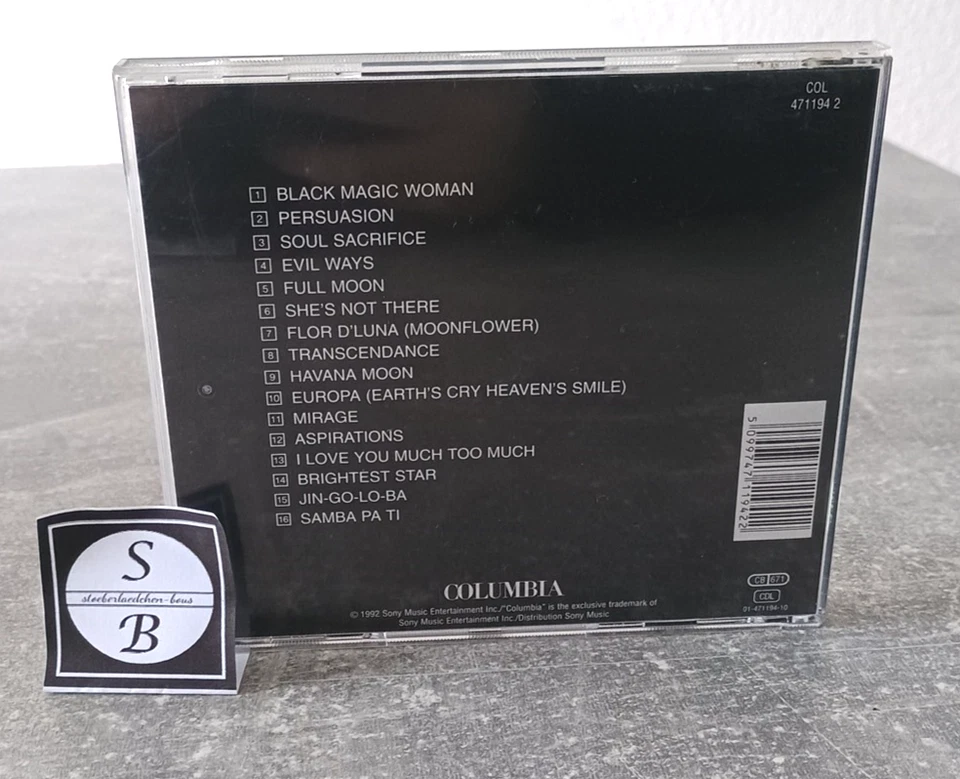 COL
471194 2
1 BLACK MAGIC WOMAN
2 PERSUASION
3 SOUL SACRIFICE
4 EVIL WAYS
5 FULL MOON
6 SHE'S NOT THERE
7 FLOR D'LUNA (MOONFLOWER)
8 TRANSCENDANCE
9 HAVANA MOON
10 EUROPA (EARTH'S CRY HEAVEN'S SMILE)
11 MIRAGE
12 ASPIRATIONS
13 I LOVE YOU MUCH TOO MUCH
14 BRIGHTEST STAR
15 JIN-GO-LO-BA
16 SAMBA PA TI
5 099747 119422
COLUMBIA
© 1992 Sony Music Entertainment Inc./"Columbia" is the exclusive trademark of
Sony Music Entertainment Inc./Distribution Sony Music
CB 671
CDL
01-471194-10
S
stoeberlaedchen-beus
B